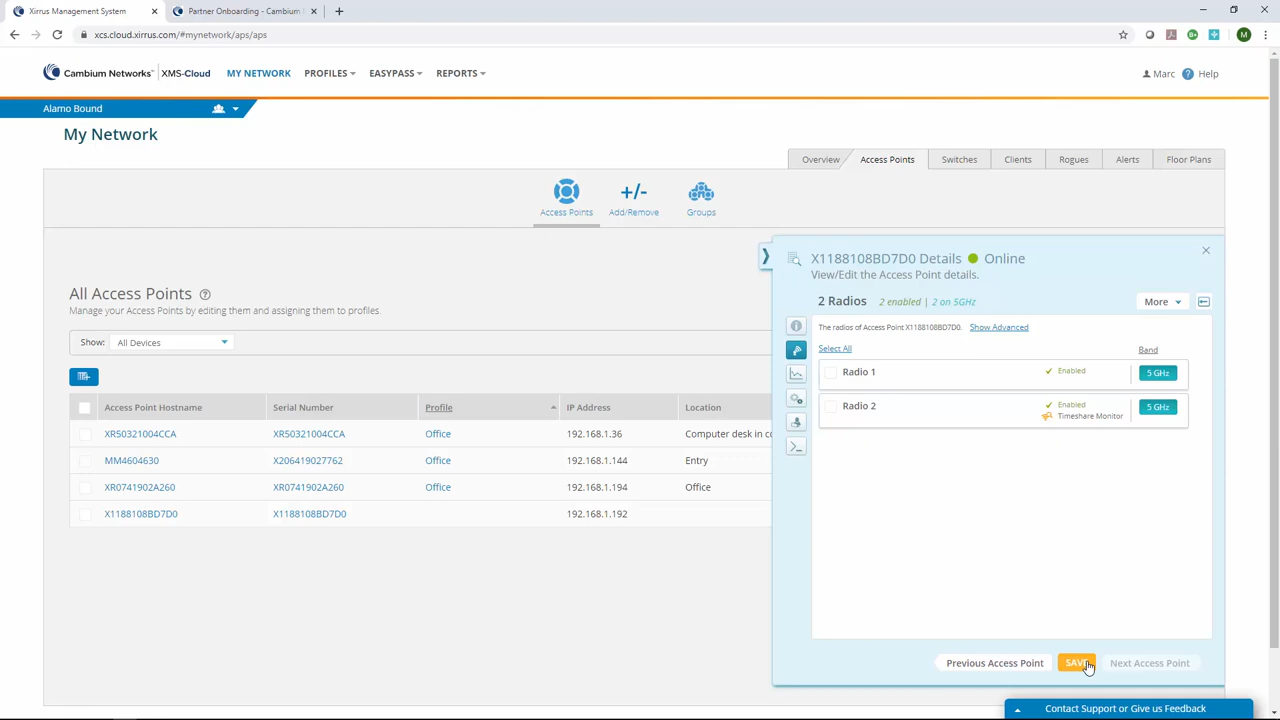 Xirrus Management System
Partner Onboarding - Cambium
xcs.cloud.xirrus.com/#mynetwork/aps/aps
M
Cambium Networks™ | XMS-Cloud
MY NETWORK
PROFILES
EASYPASS
REPORTS
Marc
? Help
Alamo Bound
My Network
Overview
Access Points
Switches
Clients
Rogues
Alerts
Floor Plans
+/-
Access Points
Add/Remove
Groups
X1188108BD7D0 Details Online
View/Edit the Access Point details.
2 Radios 2 enabled | 2 on 5GHz
More
All Access Points ?
Manage your Access Points by editing them and assigning them to profiles.
The radios of Access Point X1188108BD7D0. Show Advanced
Show: All Devices
Select All
Band
Radio 1
Enabled
5 GHz
Radio 2
Enabled
Timeshare Monitor
5 GHz
Access Point Hostname
Serial Number
Profile
IP Address
Location
XR50321004CCA
XR50321004CCA
Office
192.168.1.36
Computer desk in co
MM4604630
X206419027762
Office
192.168.1.144
Entry
XR0741902A260
XR0741902A260
Office
192.168.1.194
Office
X1188108BD7D0
X1188108BD7D0
192.168.1.192
Previous Access Point
SAVE
Next Access Point
Contact Support or Give us Feedback